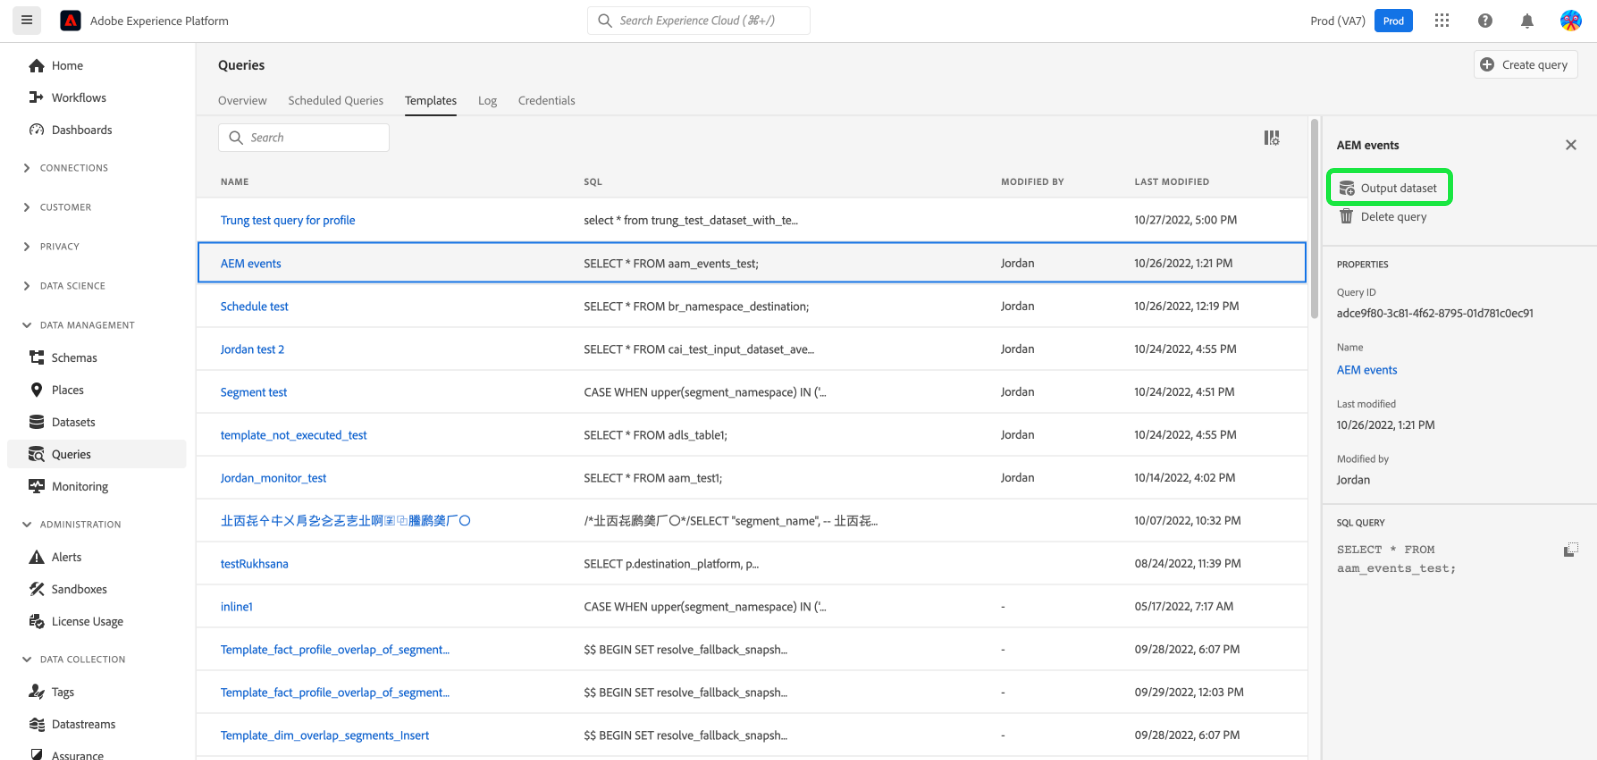 Adobe Experience Platform
Search Experience Cloud (⌘+/)
Prod (VA7)
Prod
Home
Workflows
Dashboards
CONNECTIONS
CUSTOMER
PRIVACY
DATA SCIENCE
DATA MANAGEMENT
Schemas
Places
Datasets
Queries
Monitoring
ADMINISTRATION
Alerts
Sandboxes
License Usage
DATA COLLECTION
Tags
Datastreams
Assurance
Queries
Create query
Overview Scheduled Queries Templates Log Credentials
Search
NAME SQL MODIFIED BY LAST MODIFIED
Trung test query for profile select * from trung_test_dataset_with_te... 10/27/2022, 5:00 PM
AEM events SELECT * FROM aam_events_test; Jordan 10/26/2022, 1:21 PM
Schedule test SELECT * FROM br_namespace_destination; Jordan 10/26/2022, 12:19 PM
Jordan test 2 SELECT * FROM cai_test_input_dataset_ave... Jordan 10/24/2022, 4:55 PM
Segment test CASE WHEN upper(segment_namespace) IN ('... Jordan 10/24/2022, 4:51 PM
template_not_executed_test SELECT * FROM adls_table1; Jordan 10/24/2022, 4:55 PM
Jordan_monitor_test SELECT * FROM aam_test1; Jordan 10/14/2022, 4:02 PM
/* SELECT "segment_name", -- 10/07/2022, 10:32 PM
testRukhsana SELECT p.destination_platform, p... 08/24/2022, 11:39 PM
inline1 CASE WHEN upper(segment_namespace) IN ('... - 05/17/2022, 7:17 AM
Template_fact_profile_overlap_of_segment... $$ BEGIN SET resolve_fallback_snapsh... - 09/28/2022, 6:07 PM
Template_fact_profile_overlap_of_segment... $$ BEGIN SET resolve_fallback_snapsh... - 09/29/2022, 12:03 PM
Template_dim_overlap_segments_Insert $$ BEGIN SET resolve_fallback_snapsh... - 09/28/2022, 6:07 PM
AEM events
Output dataset
Delete query
PROPERTIES
Query ID
adce9f80-3c81-4f62-8795-01d781c0ec91
Name
AEM events
Last modified
10/26/2022, 1:21 PM
Modified by
Jordan
SQL QUERY
SELECT * FROM
aam_events_test;